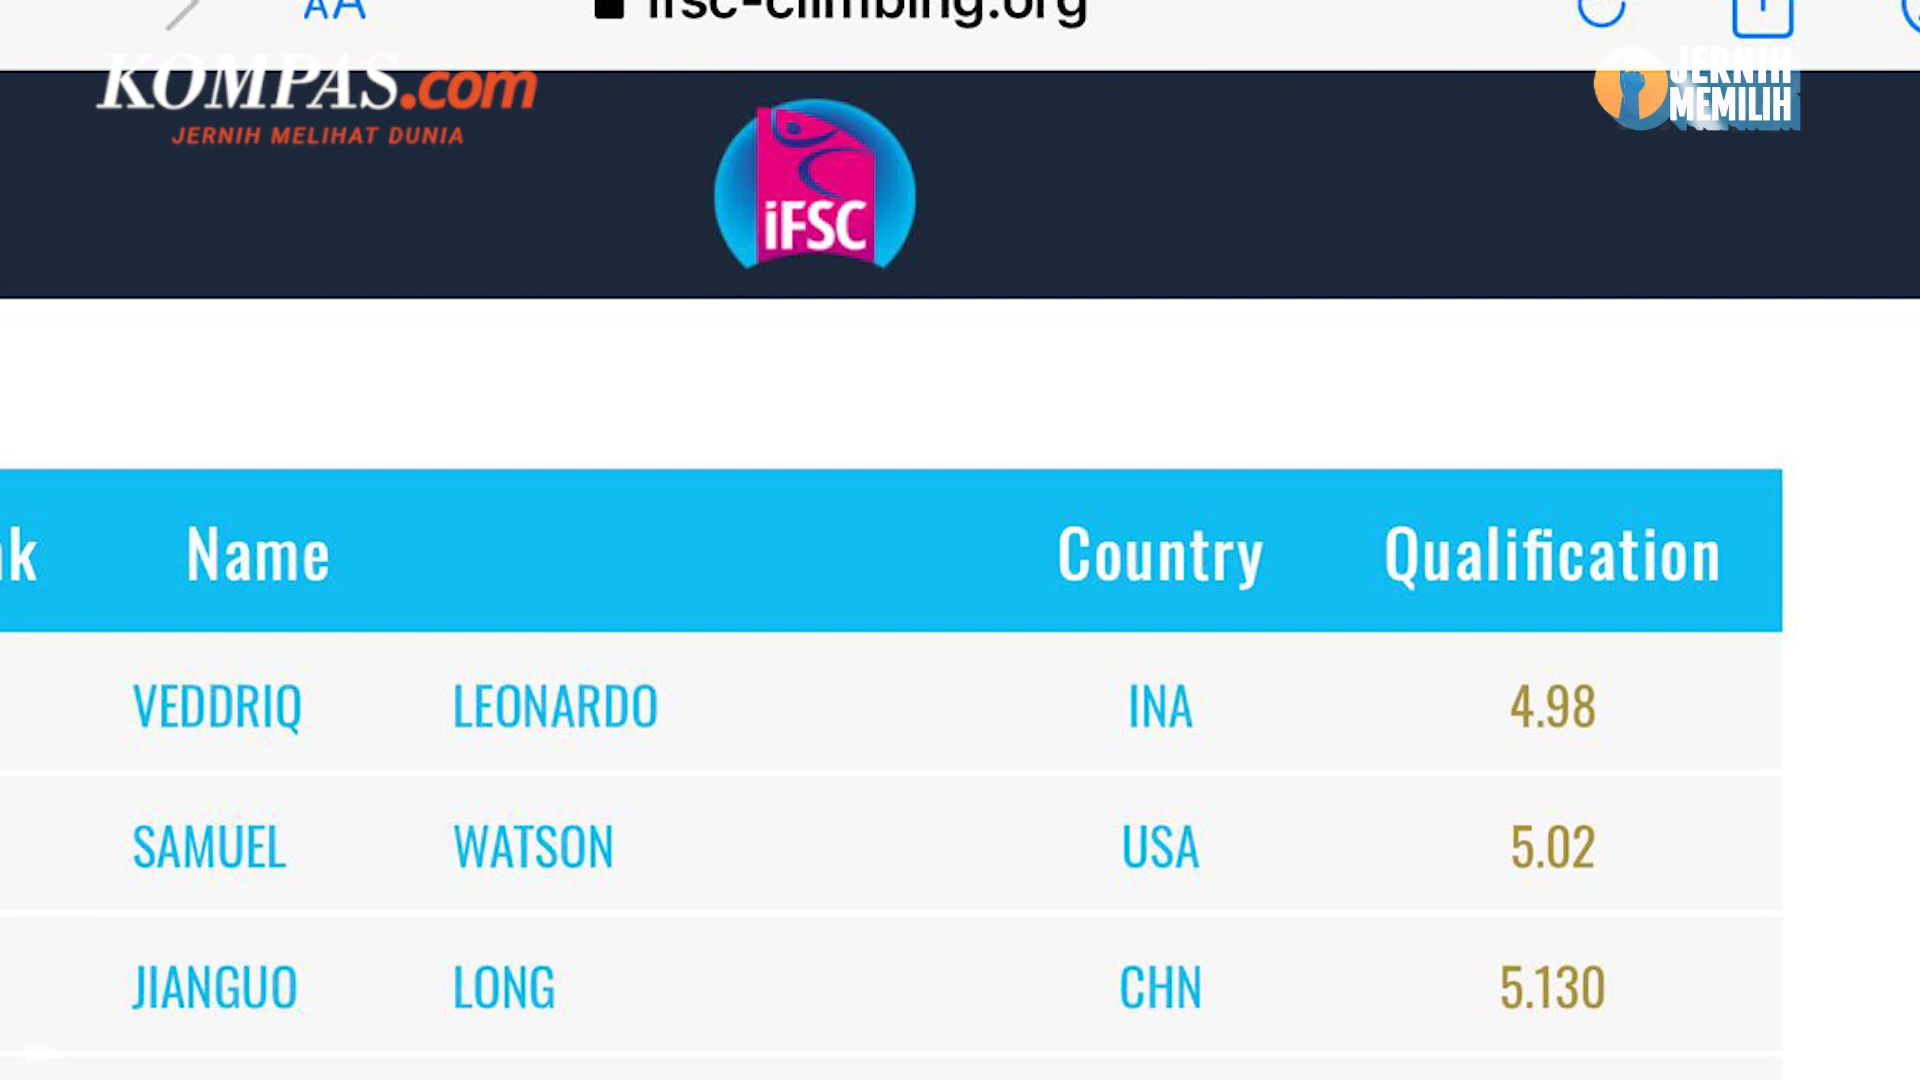 AA
ifsc-climbing.org
KOMPAS.com
JERNIH MELIHAT DUNIA
JERNIH
MEMILIH
iFSC
Name Country Qualification
VEDDRIQ LEONARDO INA 4.98
SAMUEL WATSON USA 5.02
JIANGUO LONG CHN 5.130